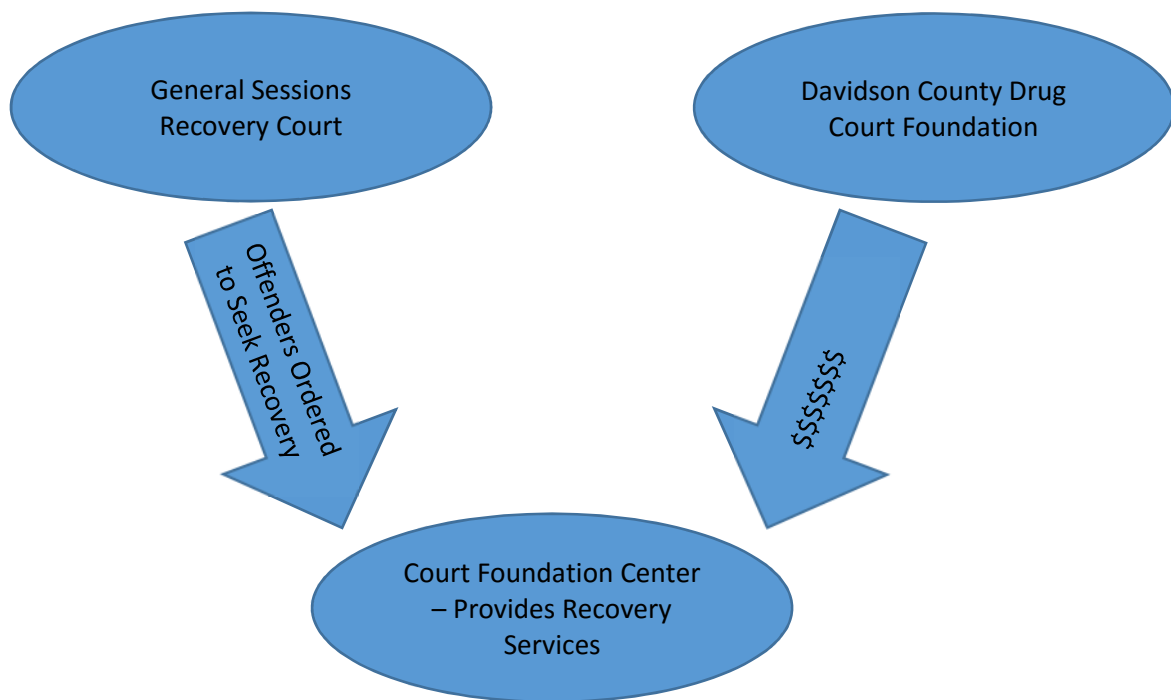 General Sessions
Recovery Court
Davidson County Drug
Court Foundation
Offenders Ordered
to Seek Recovery
$$$$$$$
Court Foundation Center
– Provides Recovery
Services